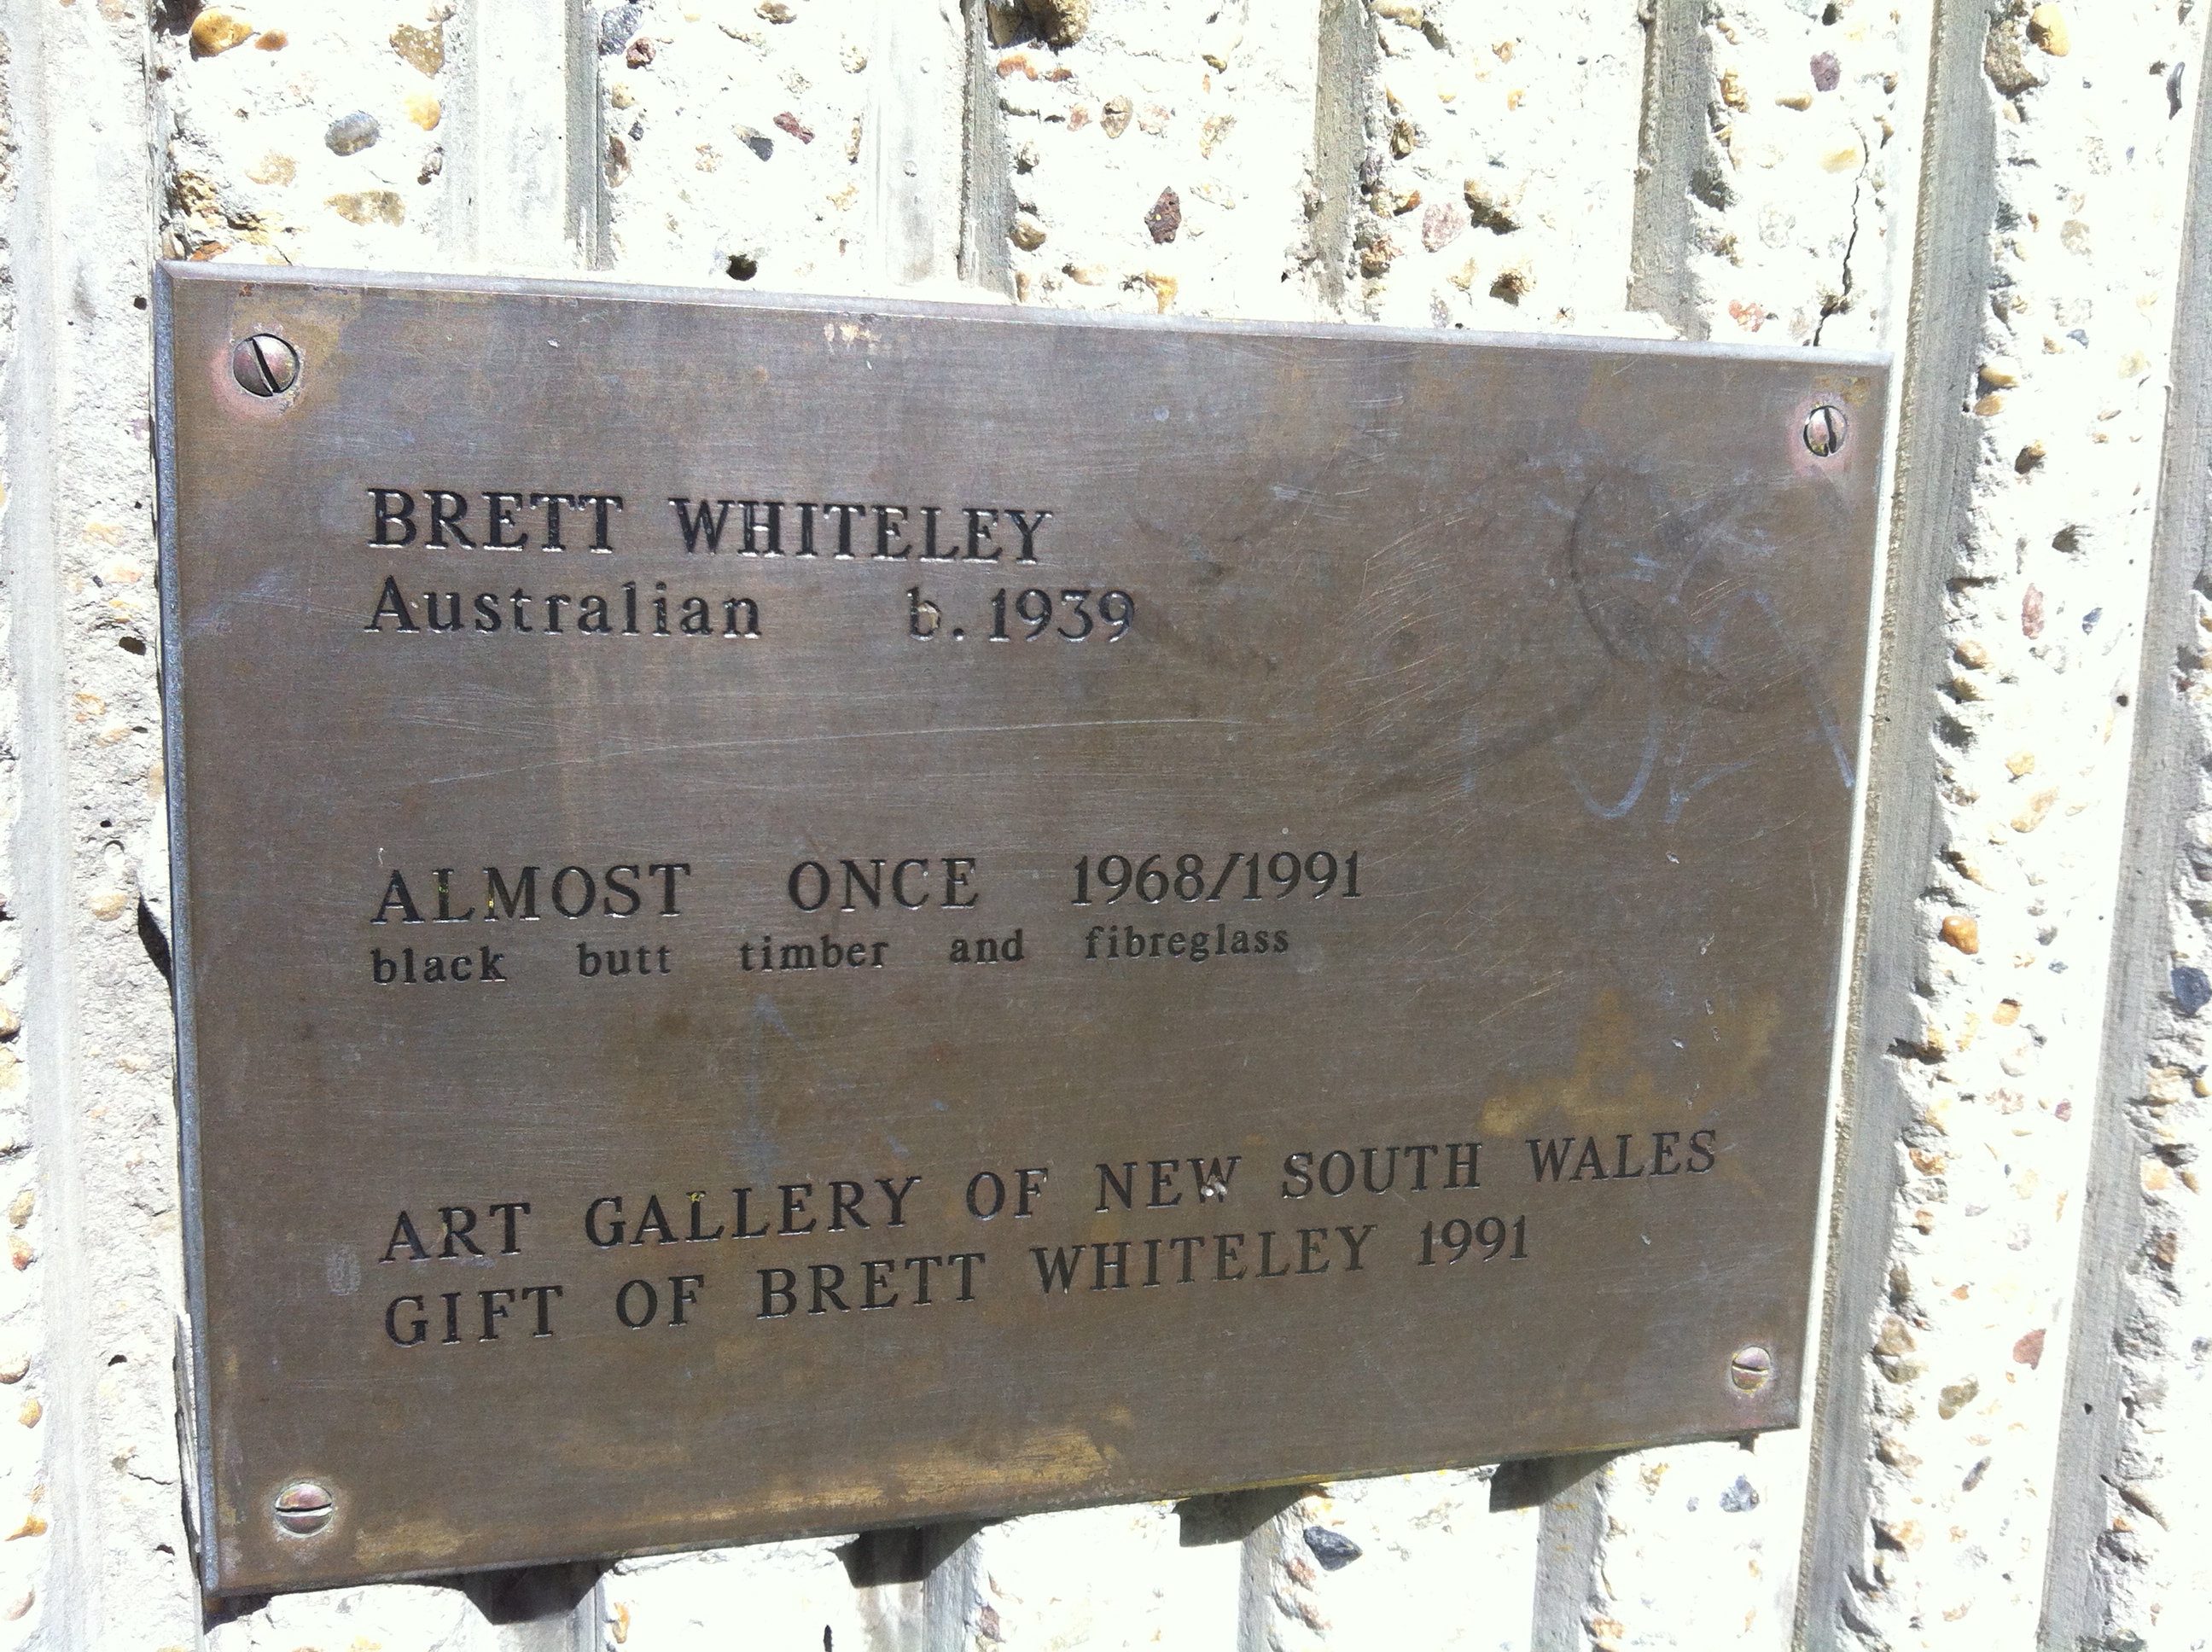 BRETT WHITELEY
Australian b. 1939
ALMOST ONCE 1968/1991
black butt timber and fibreglass
ART GALLERY OF NEW SOUTH WALES
GIFT OF BRETT WHITELEY 1991